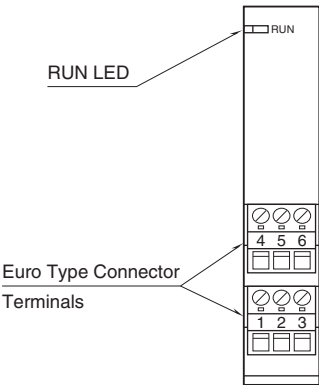 RUN
RUN LED
4 5 6
Euro Type Connector
Terminals
1 2 3